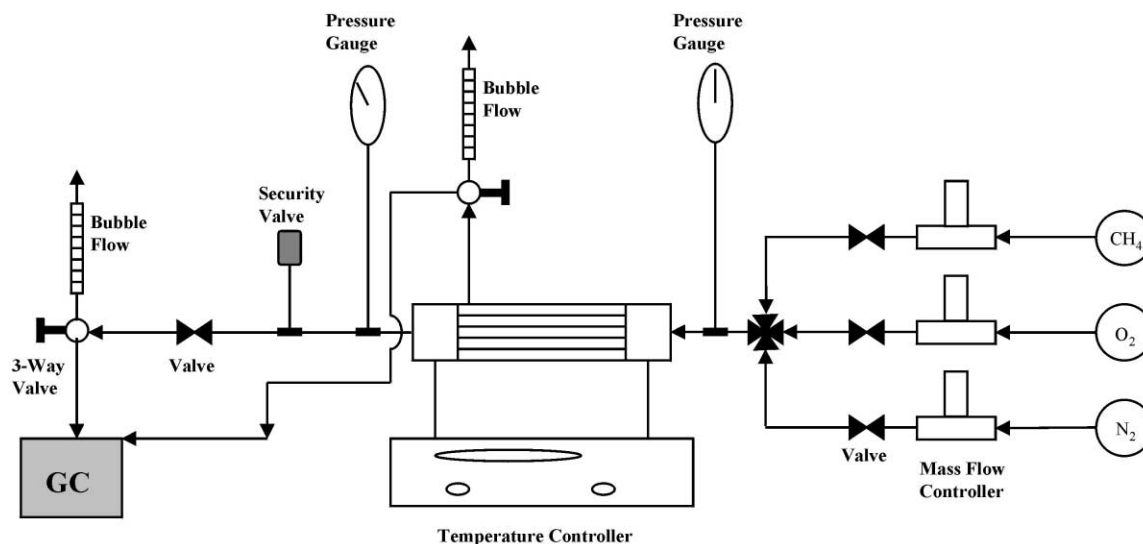 Pressure
Gauge
Bubble
Flow
Pressure
Gauge
Security
Valve
Bubble
Flow
CH₄
O₂
3-Way
Valve
Valve
N₂
Valve
Mass Flow
Controller
GC
Temperature Controller